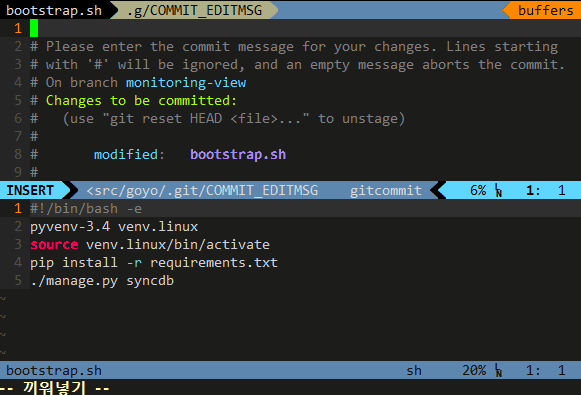 bootstrap.sh .g/COMMIT_EDITMSG buffers
1
2 # Please enter the commit message for your changes. Lines starting
3 # with '#' will be ignored, and an empty message aborts the commit.
4 # On branch monitoring-view
5 # Changes to be committed:
6 #   (use "git reset HEAD <file>..." to unstage)
7 #
8 #       modified:   bootstrap.sh
9 #
INSERT <src/goyo/.git/COMMIT_EDITMSG gitcommit 6% LN 1: 1
1 #!/bin/bash -e
2 pyvenv-3.4 venv.linux
3 source venv.linux/bin/activate
4 pip install -r requirements.txt
5 ./manage.py syncdb
~
~
~
~
bootstrap.sh sh 20% LN 1: 1
-- 끼워넣기 --